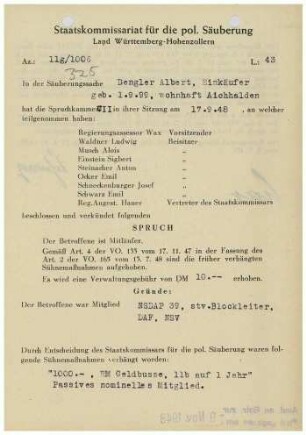 Staatskommissariat für die pol. Säuberung
Land Württemberg-Hohenzollern
Az.: 11g/1006 L.: 43
325
In der Säuberungssache Dengler Albert, Einkäufer
geb. 1.9.99, wohnhaft Aichhalden
hat die Spruchkammer VII in ihrer Sitzung am 17.9.48 , an welcher
teilgenommen haben:
Regierungsassessor Wax Vorsitzender
Waldner Ludwig Beisitzer
Musch Alois "
Einstein Sigbert "
Steinacher Anton "
Ocker Emil "
Schneckenburger Josef "
Schwarz Emil "
Reg.Angest. Hauer Vertreter des Staatskommissars
beschlossen und verkündet folgenden
SPRUCH
Der Betroffene ist Mitläufer.
Gemäß Art. 4 der VO. 133 vom 17. 11. 47 in der Fassung des
Art. 2 der VO. 165 vom 13. 7. 48 sind die früher verhängten
Sühnemaßnahmen aufgehoben.
Es wird eine Verwaltungsgebühr von DM 10.-- erhoben.
Gründe:
Der Betroffene war Mitglied NSDAP 39, stv.Blockleiter,
DAF, NSV
Durch Entscheidung des Staatskommissars für die pol. Säuberung waren fol-
gende Sühnemaßnahmen verhängt worden:
"1000.- , RM Geldbusse, 11b auf 1 Jahr"
Passives nominelles Mitglied.